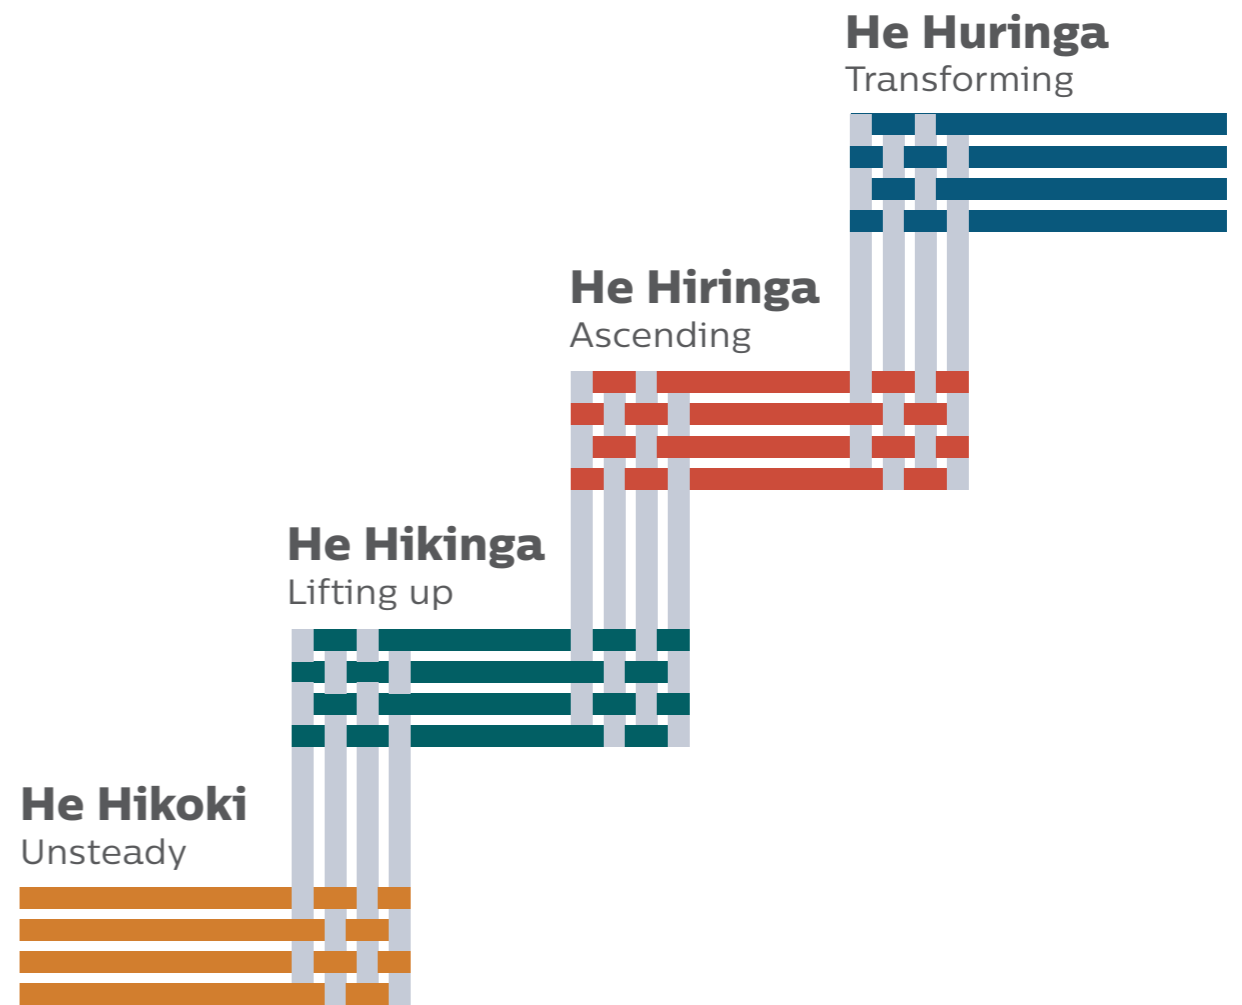 He Huringa
Transforming
He Hiringa
Ascending
He Hikinga
Lifting up
He Hikoki
Unsteady